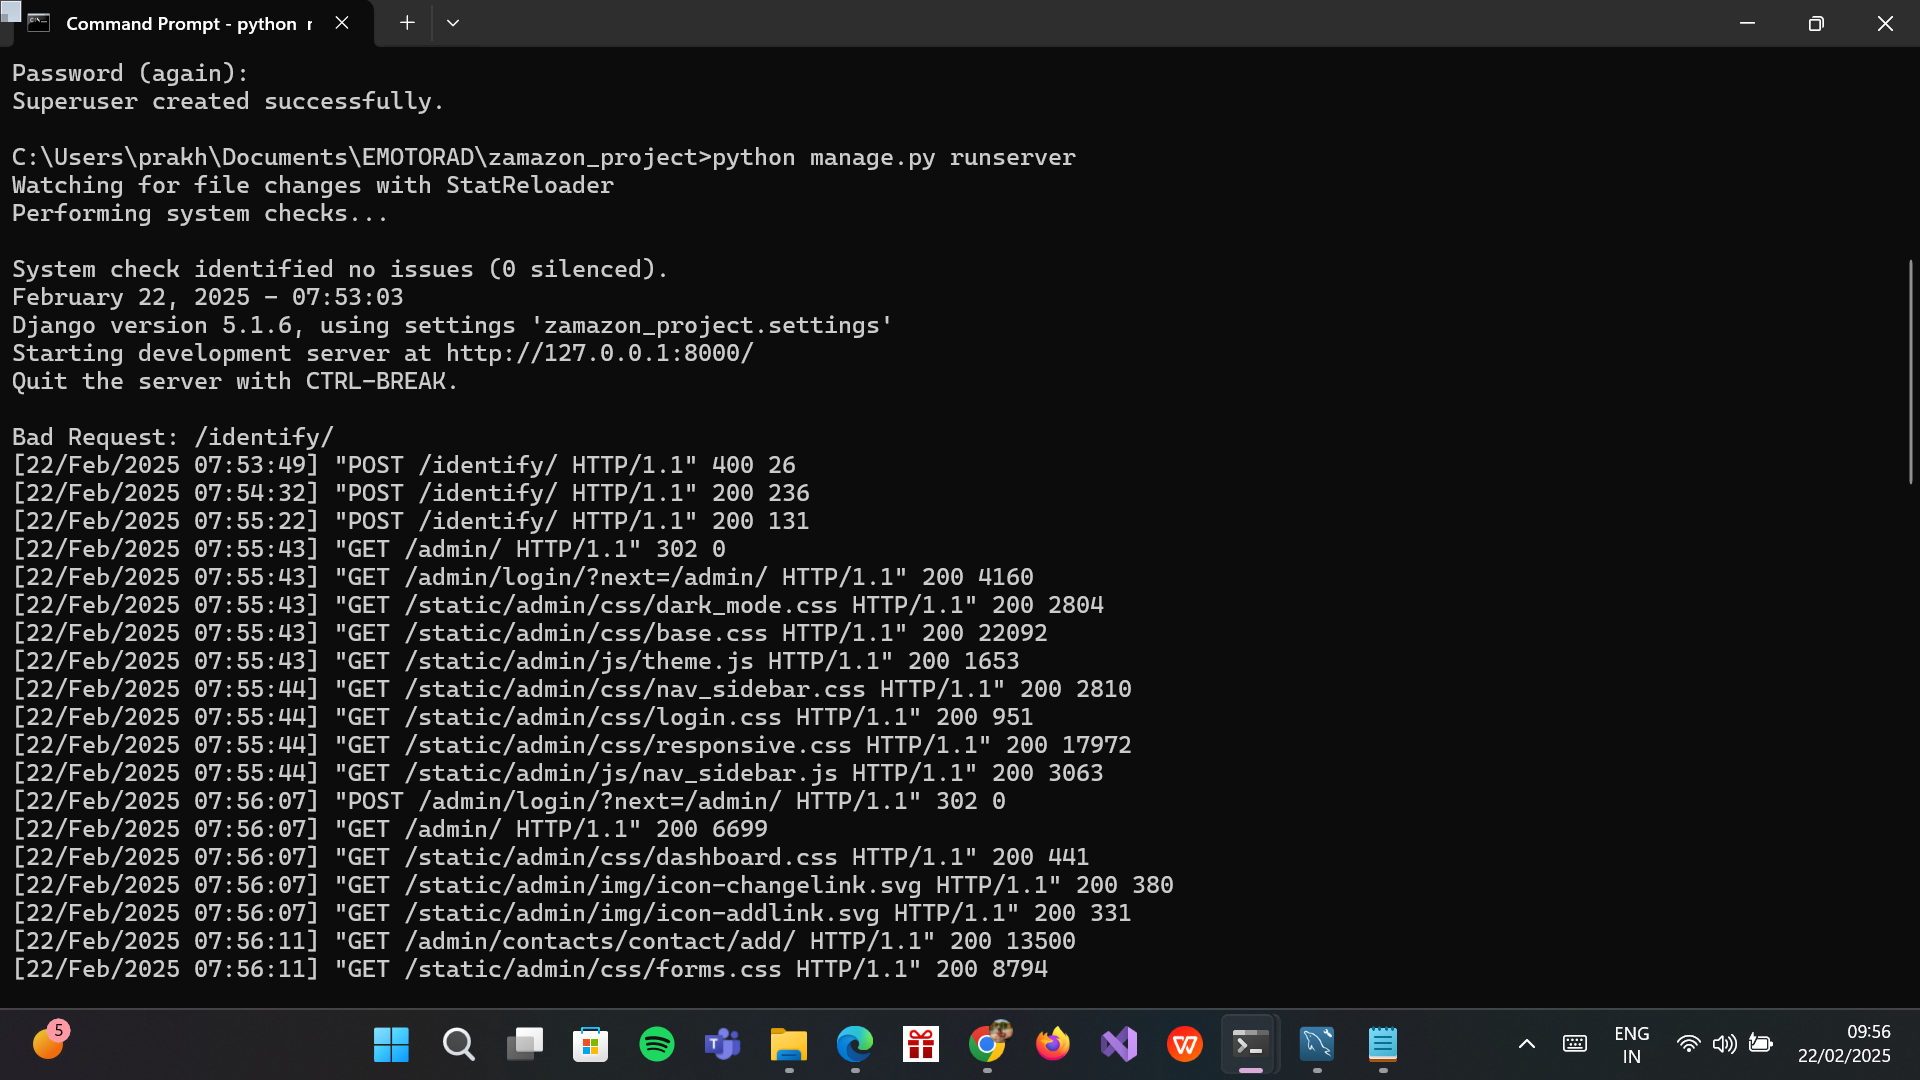 Command Prompt - python r
Password (again):
Superuser created successfully.
C:\Users\prakh\Documents\EMOTORAD\zamazon_project>python manage.py runserver
Watching for file changes with StatReloader
Performing system checks...
System check identified no issues (0 silenced).
February 22, 2025 - 07:53:03
Django version 5.1.6, using settings 'zamazon_project.settings'
Starting development server at http://127.0.0.1:8000/
Quit the server with CTRL-BREAK.
Bad Request: /identify/
[22/Feb/2025 07:53:49] "POST /identify/ HTTP/1.1" 400 26
[22/Feb/2025 07:54:32] "POST /identify/ HTTP/1.1" 200 236
[22/Feb/2025 07:55:22] "POST /identify/ HTTP/1.1" 200 131
[22/Feb/2025 07:55:43] "GET /admin/ HTTP/1.1" 302 0
[22/Feb/2025 07:55:43] "GET /admin/login/?next=/admin/ HTTP/1.1" 200 4160
[22/Feb/2025 07:55:43] "GET /static/admin/css/dark_mode.css HTTP/1.1" 200 2804
[22/Feb/2025 07:55:43] "GET /static/admin/css/base.css HTTP/1.1" 200 22092
[22/Feb/2025 07:55:43] "GET /static/admin/js/theme.js HTTP/1.1" 200 1653
[22/Feb/2025 07:55:44] "GET /static/admin/css/nav_sidebar.css HTTP/1.1" 200 2810
[22/Feb/2025 07:55:44] "GET /static/admin/css/login.css HTTP/1.1" 200 951
[22/Feb/2025 07:55:44] "GET /static/admin/css/responsive.css HTTP/1.1" 200 17972
[22/Feb/2025 07:55:44] "GET /static/admin/js/nav_sidebar.js HTTP/1.1" 200 3063
[22/Feb/2025 07:56:07] "POST /admin/login/?next=/admin/ HTTP/1.1" 302 0
[22/Feb/2025 07:56:07] "GET /admin/ HTTP/1.1" 200 6699
[22/Feb/2025 07:56:07] "GET /static/admin/css/dashboard.css HTTP/1.1" 200 441
[22/Feb/2025 07:56:07] "GET /static/admin/img/icon-changelink.svg HTTP/1.1" 200 380
[22/Feb/2025 07:56:07] "GET /static/admin/img/icon-addlink.svg HTTP/1.1" 200 331
[22/Feb/2025 07:56:11] "GET /admin/contacts/contact/add/ HTTP/1.1" 200 13500
[22/Feb/2025 07:56:11] "GET /static/admin/css/forms.css HTTP/1.1" 200 8794
5
ENG
IN
09:56
22/02/2025